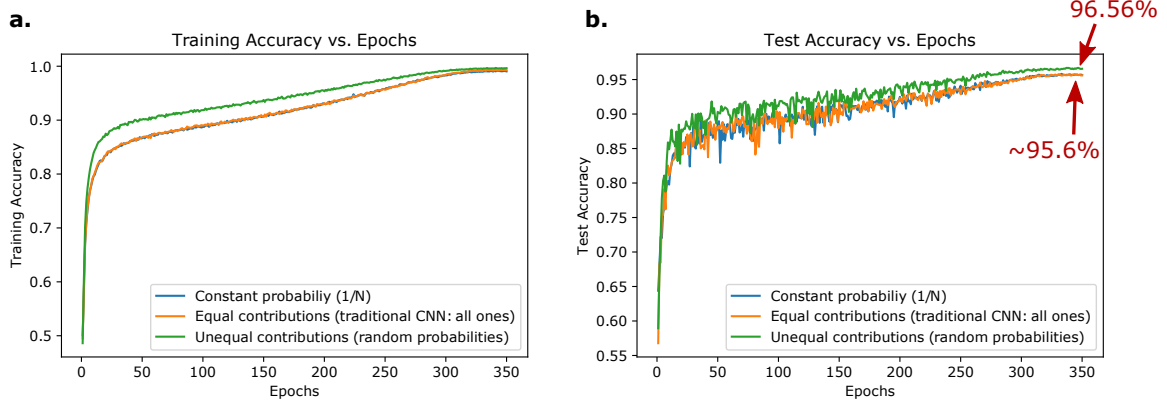 a.
Training Accuracy vs. Epochs
1.0
0.9
0.8
0.7
0.6
0.5
Training Accuracy
0
50
100
150
200
250
300
350
Epochs
Constant probabiliy (1/N)
Equal contributions (traditional CNN: all ones)
Unequal contributions (random probabilities)
b.
Test Accuracy vs. Epochs
96.56%
~95.6%
0.95
0.90
0.85
0.80
0.75
0.70
0.65
0.60
0.55
Test Accuracy
0
50
100
150
200
250
300
350
Epochs
Constant probabiliy (1/N)
Equal contributions (traditional CNN: all ones)
Unequal contributions (random probabilities)